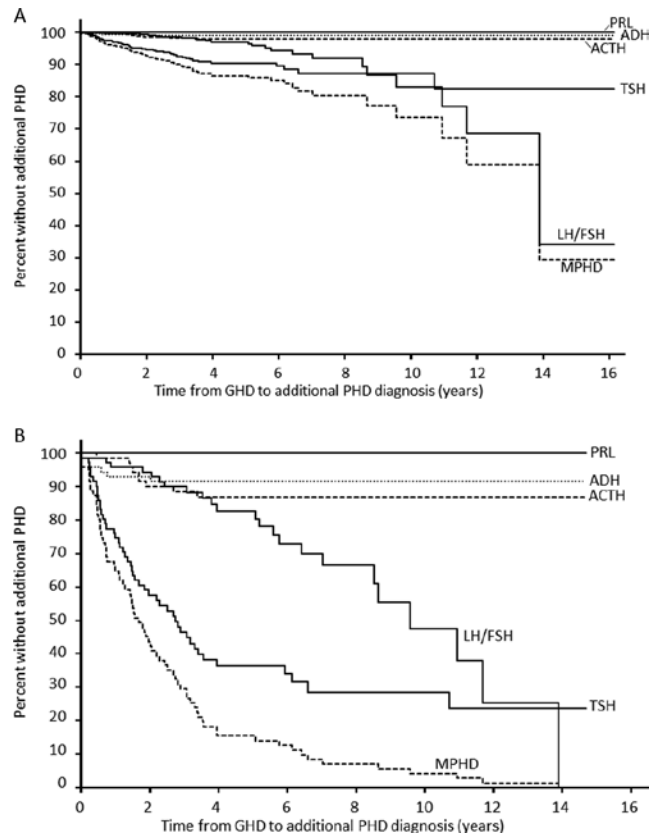 A
Percent without additional PHD
100
90
80
70
60
50
40
30
20
10
0
PRL
ADH
ACTH
TSH
LH/FSH
MPHD
0 2 4 6 8 10 12 14 16
Time from GHD to additional PHD diagnosis (years)
B
Percent without additional PHD
100
90
80
70
60
50
40
30
20
10
0
PRL
ADH
ACTH
LH/FSH
TSH
MPHD
0 2 4 6 8 10 12 14 16
Time from GHD to additional PHD diagnosis (years)